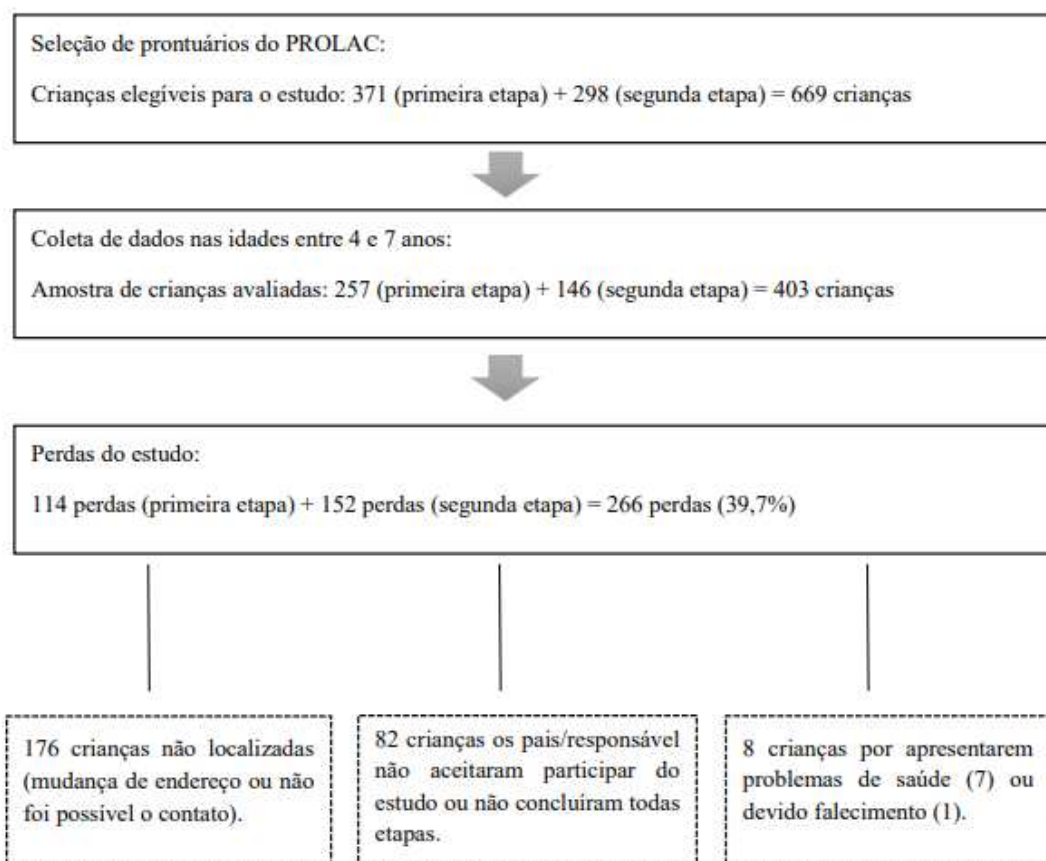 Seleção de prontuários do PROLAC:
Crianças elegíveis para o estudo: 371 (primeira etapa) + 298 (segunda etapa) = 669 crianças
Coleta de dados nas idades entre 4 e 7 anos:
Amostra de crianças avaliadas: 257 (primeira etapa) + 146 (segunda etapa) = 403 crianças
Perdas do estudo:
114 perdas (primeira etapa) + 152 perdas (segunda etapa) = 266 perdas (39,7%)
176 crianças não localizadas
(mudança de endereço ou não
foi possível o contato).
82 crianças os pais/responsável
não aceitaram participar do
estudo ou não concluíram todas
etapas.
8 crianças por apresentarem
problemas de saúde (7) ou
devido falecimento (1).